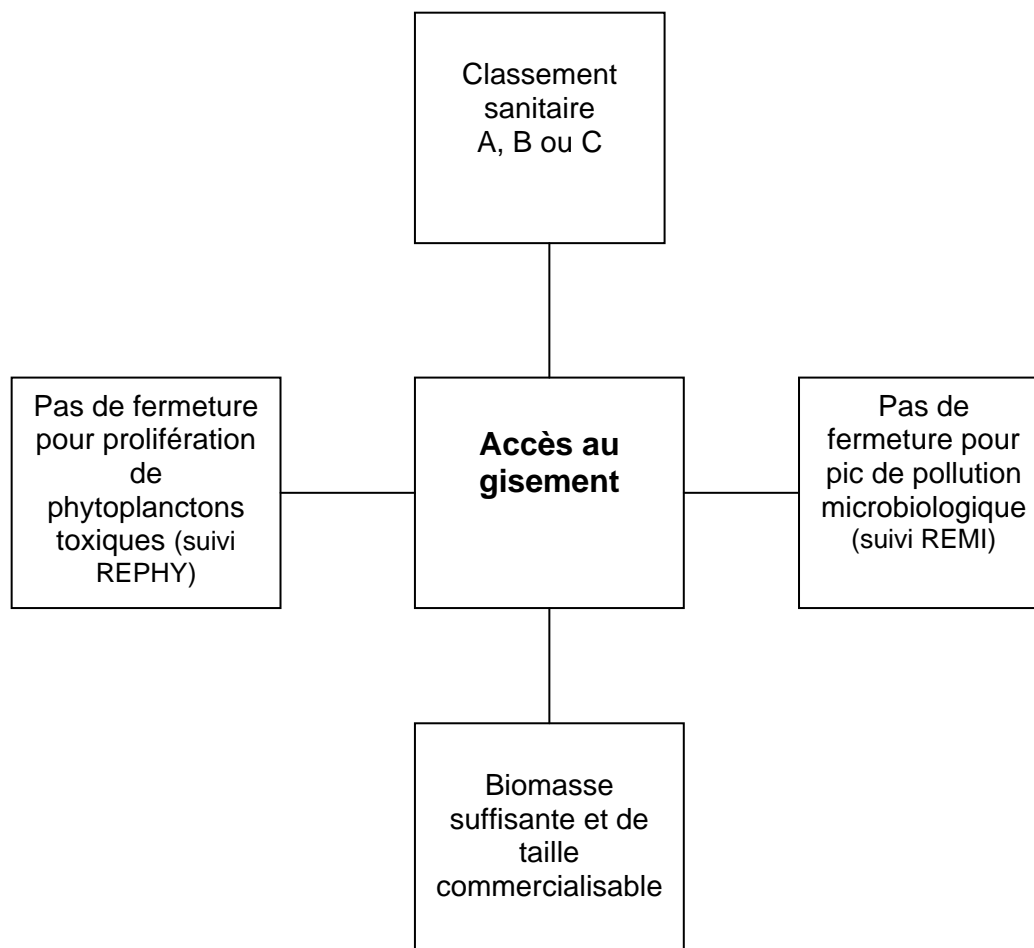 Classement
sanitaire
A, B ou C
Pas de fermeture
pour prolifération
de
phytoplanctons
toxiques (suivi
REPHY)
Accès au
gisement
Pas de
fermeture pour
pic de pollution
microbiologique
(suivi REMI)
Biomasse
suffisante et de
taille
commercialisable